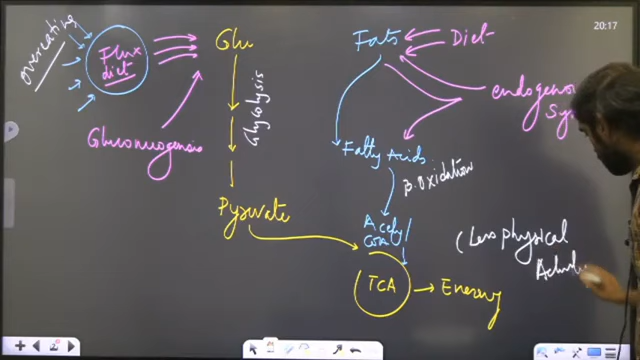 20:17
overeating
Flux
diet
Glu
Fats
Diet
endogenous
Sy
Glycolysis
Gluconeogenesis
Fatty Acids
β-Oxidation
Pyruvate
Acetyl
COA
(Less physical
TCA
Energy
2